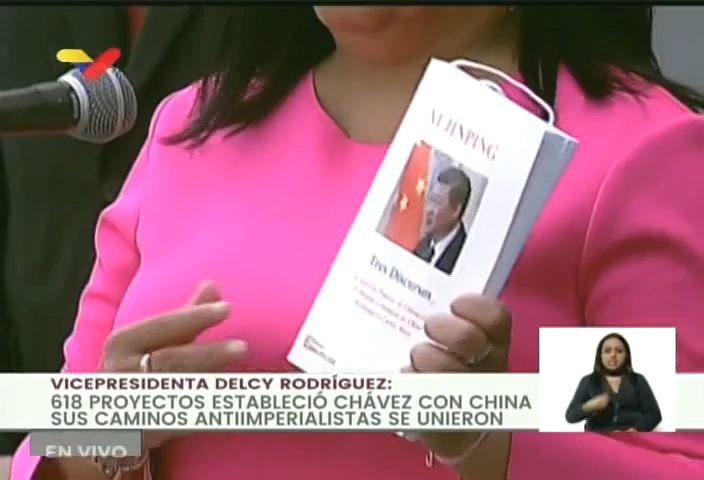 XI JINPING
TRES DISCURSOS
VICEPRESIDENTA DELCY RODRÍGUEZ:
618 PROYECTOS ESTABLECIÓ CHÁVEZ CON CHINA
SUS CAMINOS ANTIIMPERIALISTAS SE UNIERON
EN VIVO